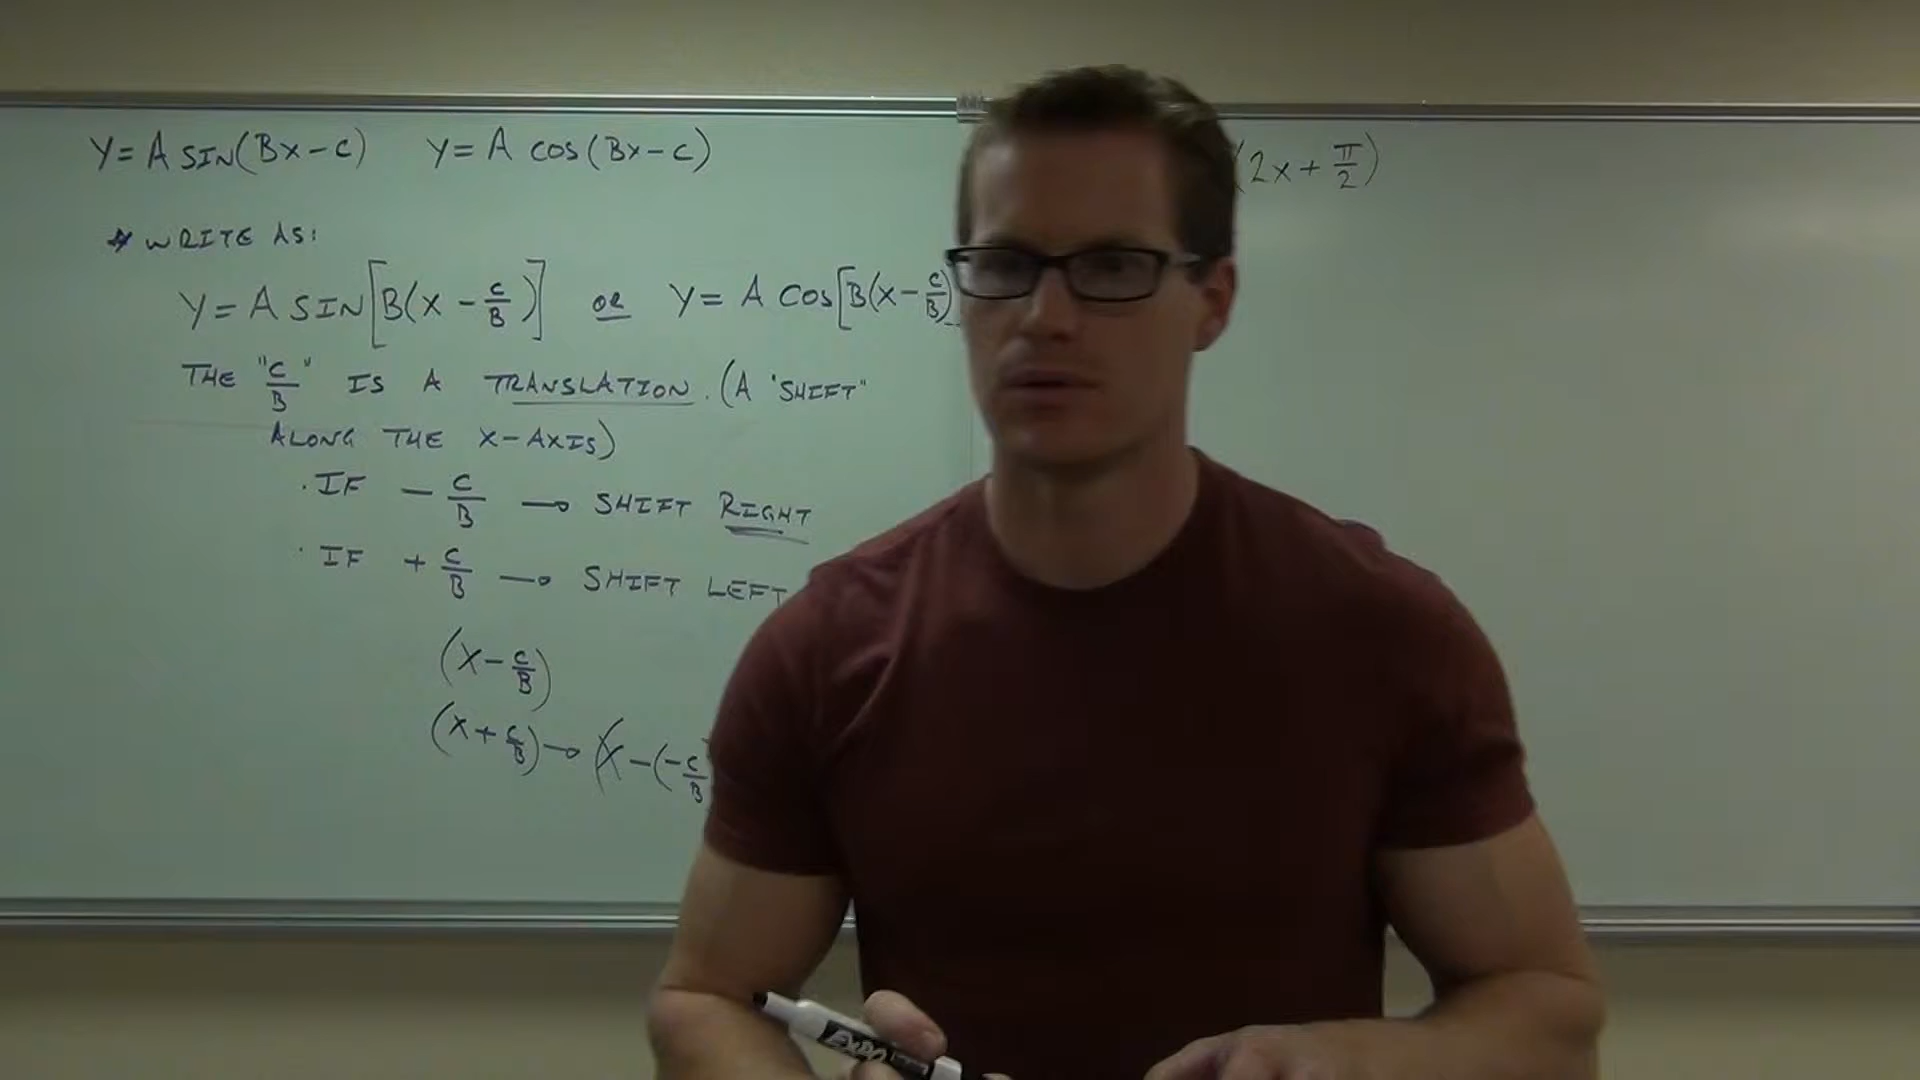 Y = A SIN(BX - C)   Y = A COS(BX - C)
* WRITE AS:
Y = A SIN[B(X - C/B)] OR Y = A COS[B(X - C/B)
THE "C/B" IS A TRANSLATION. (A "SHIFT"
ALONG THE X-AXIS)
· IF - C/B → SHIFT RIGHT
· IF + C/B → SHIFT LEFT
(X - C/B)
(X + C/B) → (X - (-C/B
(2X + π/2)
EXPO